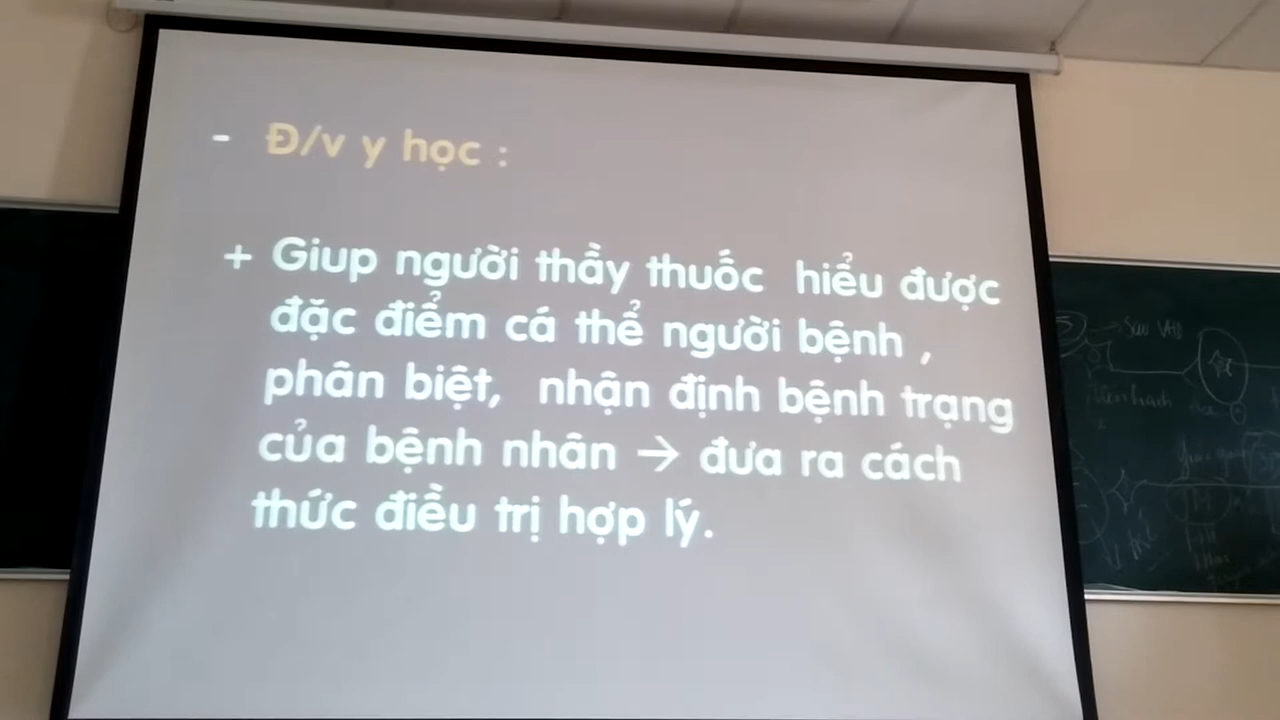 - Đ/v y học :
+ Giup người thầy thuốc hiểu được
đặc điểm cá thể người bệnh ,
phân biệt, nhận định bệnh trạng
của bệnh nhân → đưa ra cách
thức điều trị hợp lý.